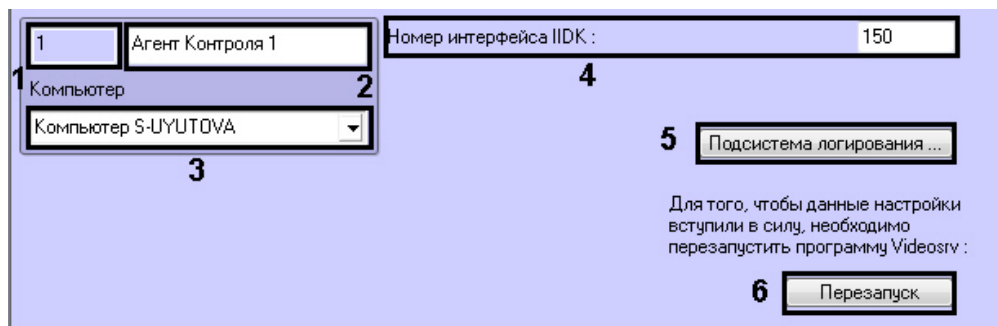 1
Агент Контроля 1
Номер интерфейса IIDK :
150
1
2
4
Компьютер
Компьютер S-UYUTOVA
3
5
Подсистема логирования ...
Для того, чтобы данные настройки
вступили в силу, необходимо
перезапустить программу Videosrv :
6
Перезапуск